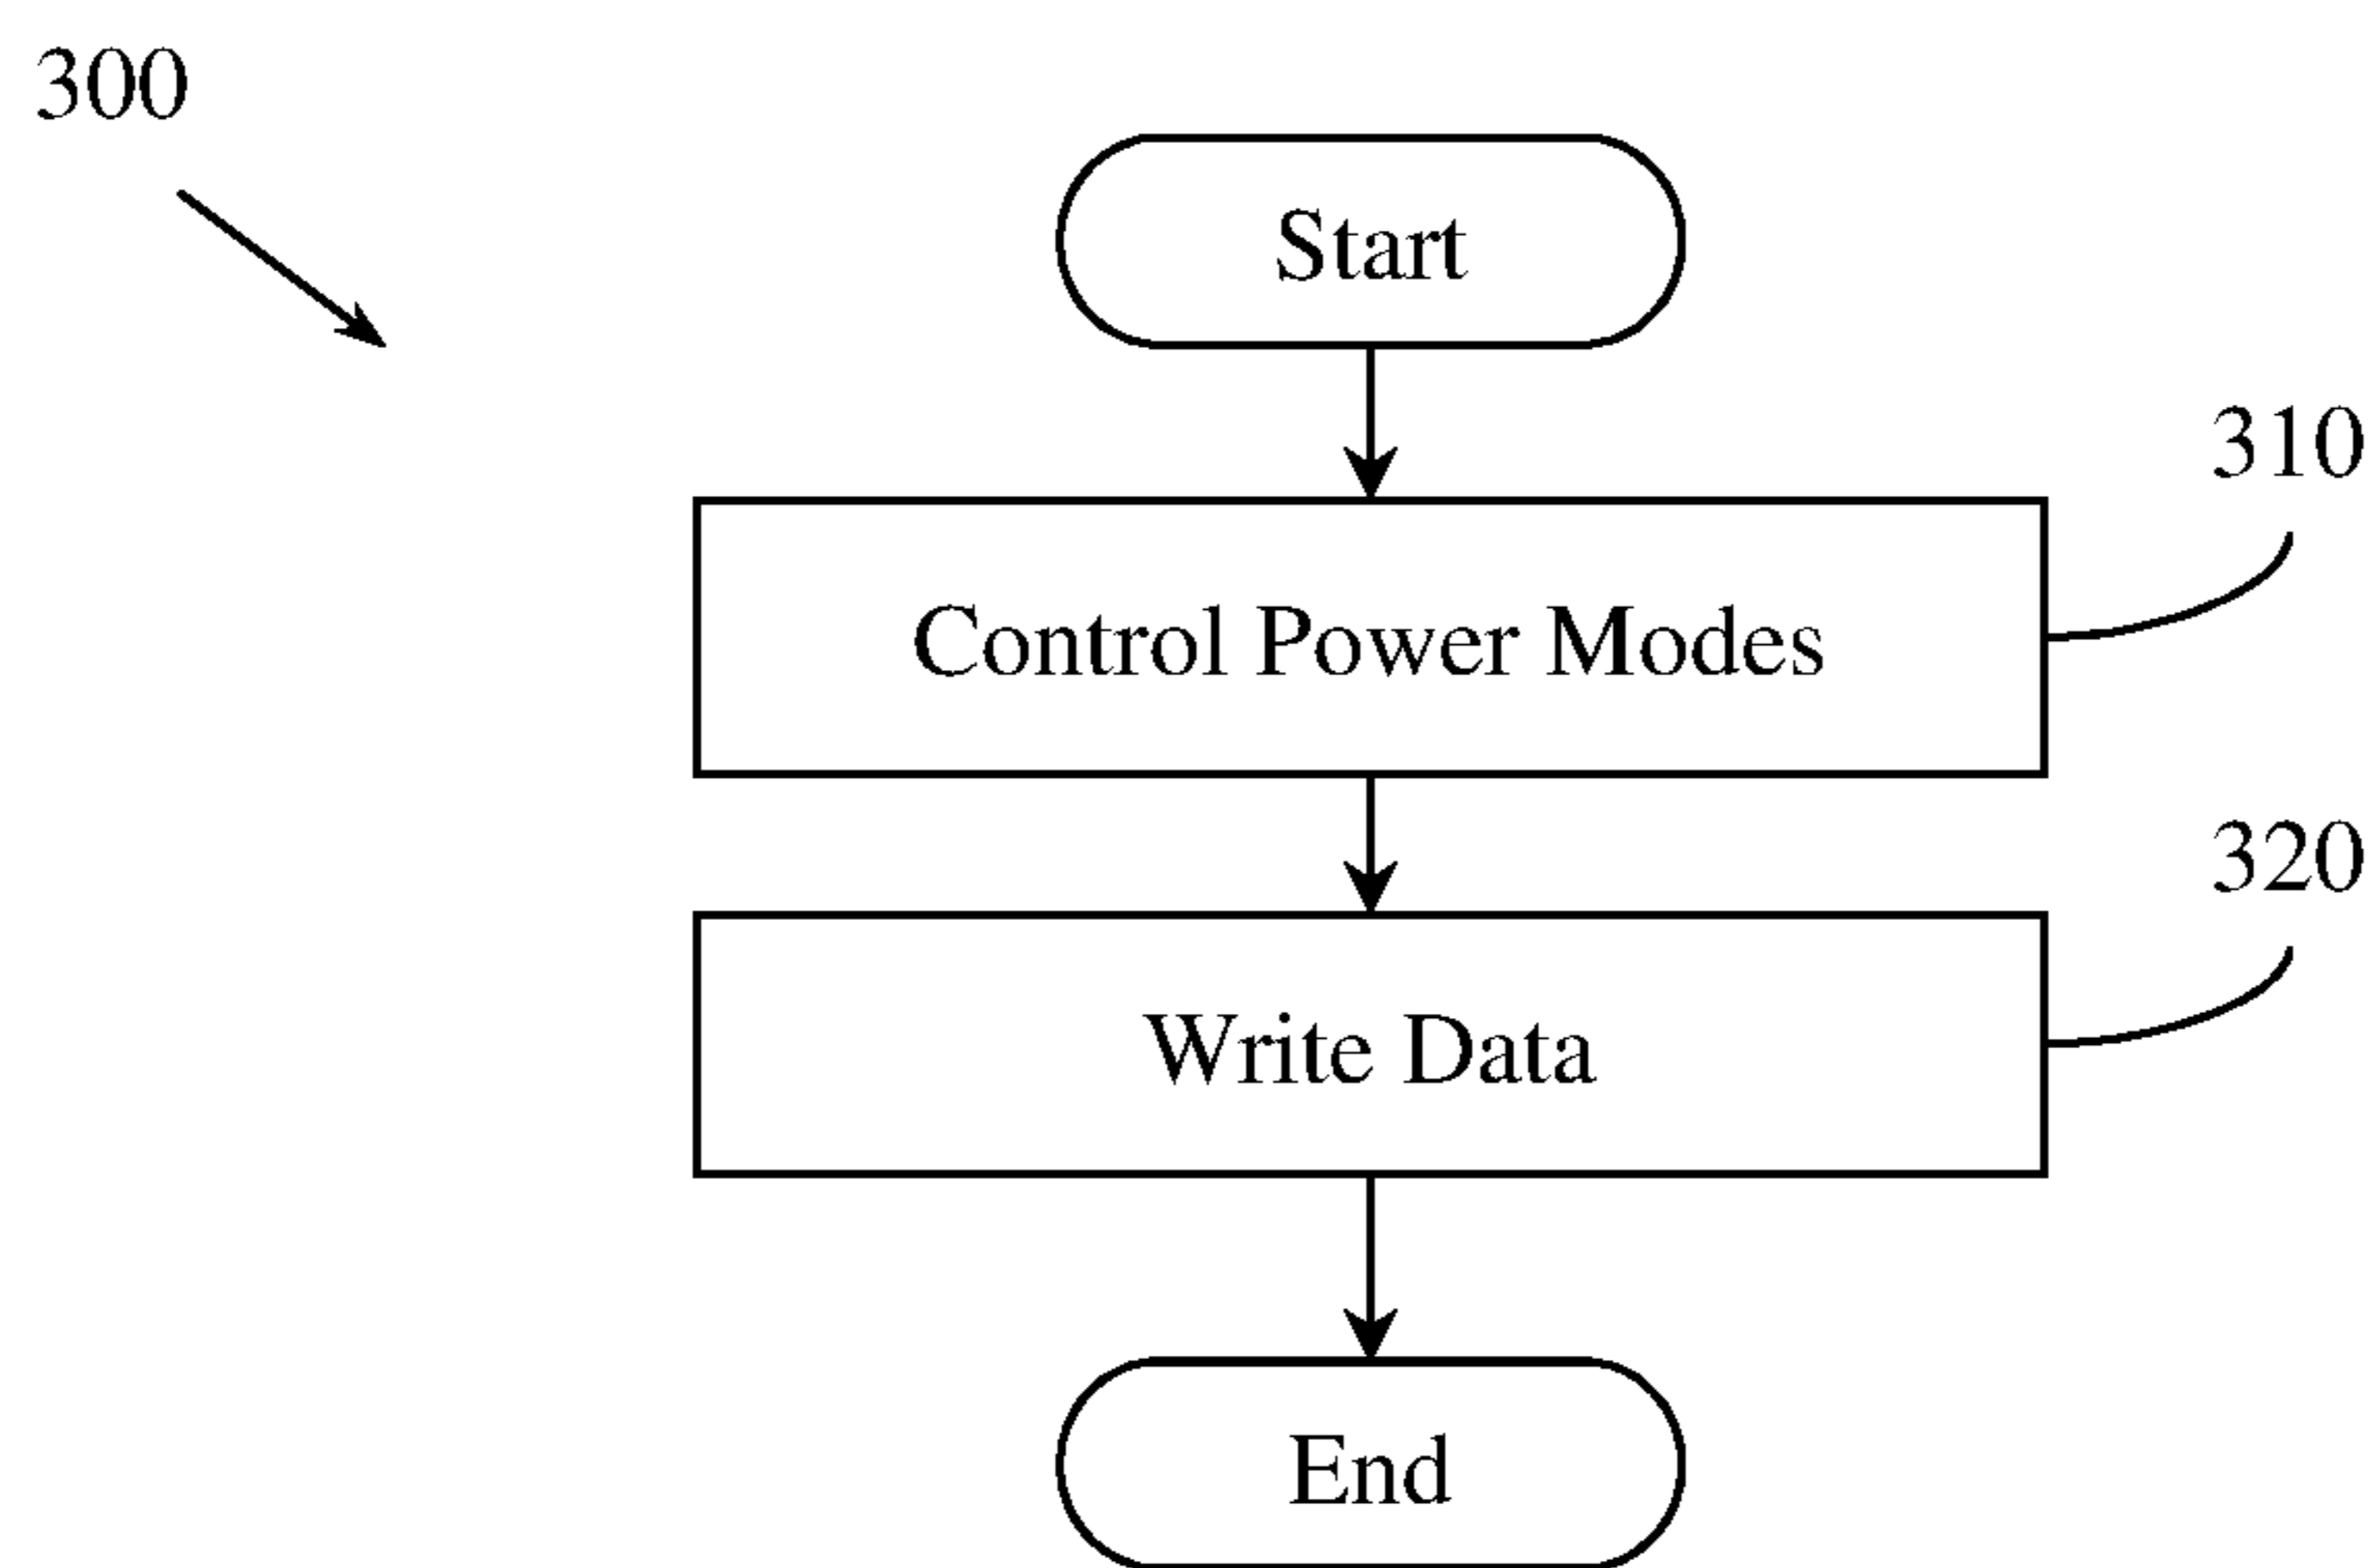 300
Start
310
Control Power Modes
320
Write Data
End